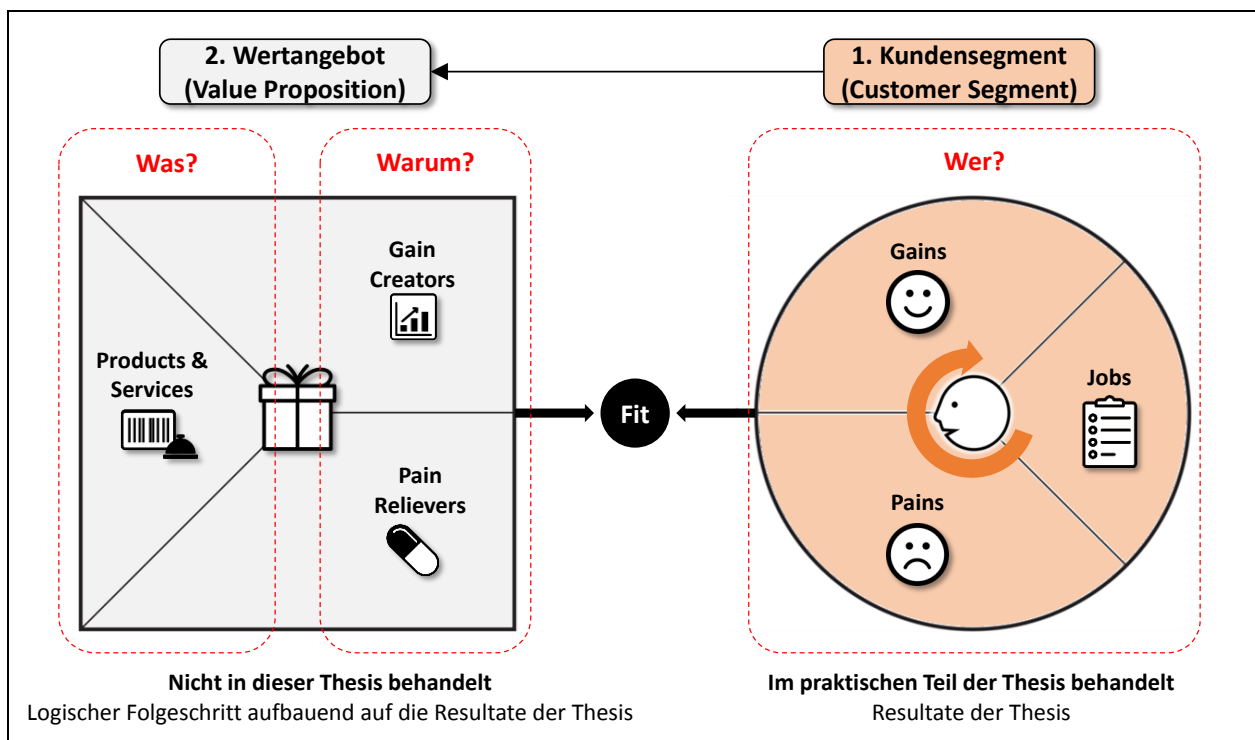 2. Wertangebot
(Value Proposition)
1. Kundensegment
(Customer Segment)
Was?
Warum?
Wer?
Gain
Creators
Products &
Services
Pain
Relievers
Fit
Gains
Jobs
Pains
Nicht in dieser Thesis behandelt
Logischer Folgeschritt aufbauend auf die Resultate der Thesis
Im praktischen Teil der Thesis behandelt
Resultate der Thesis